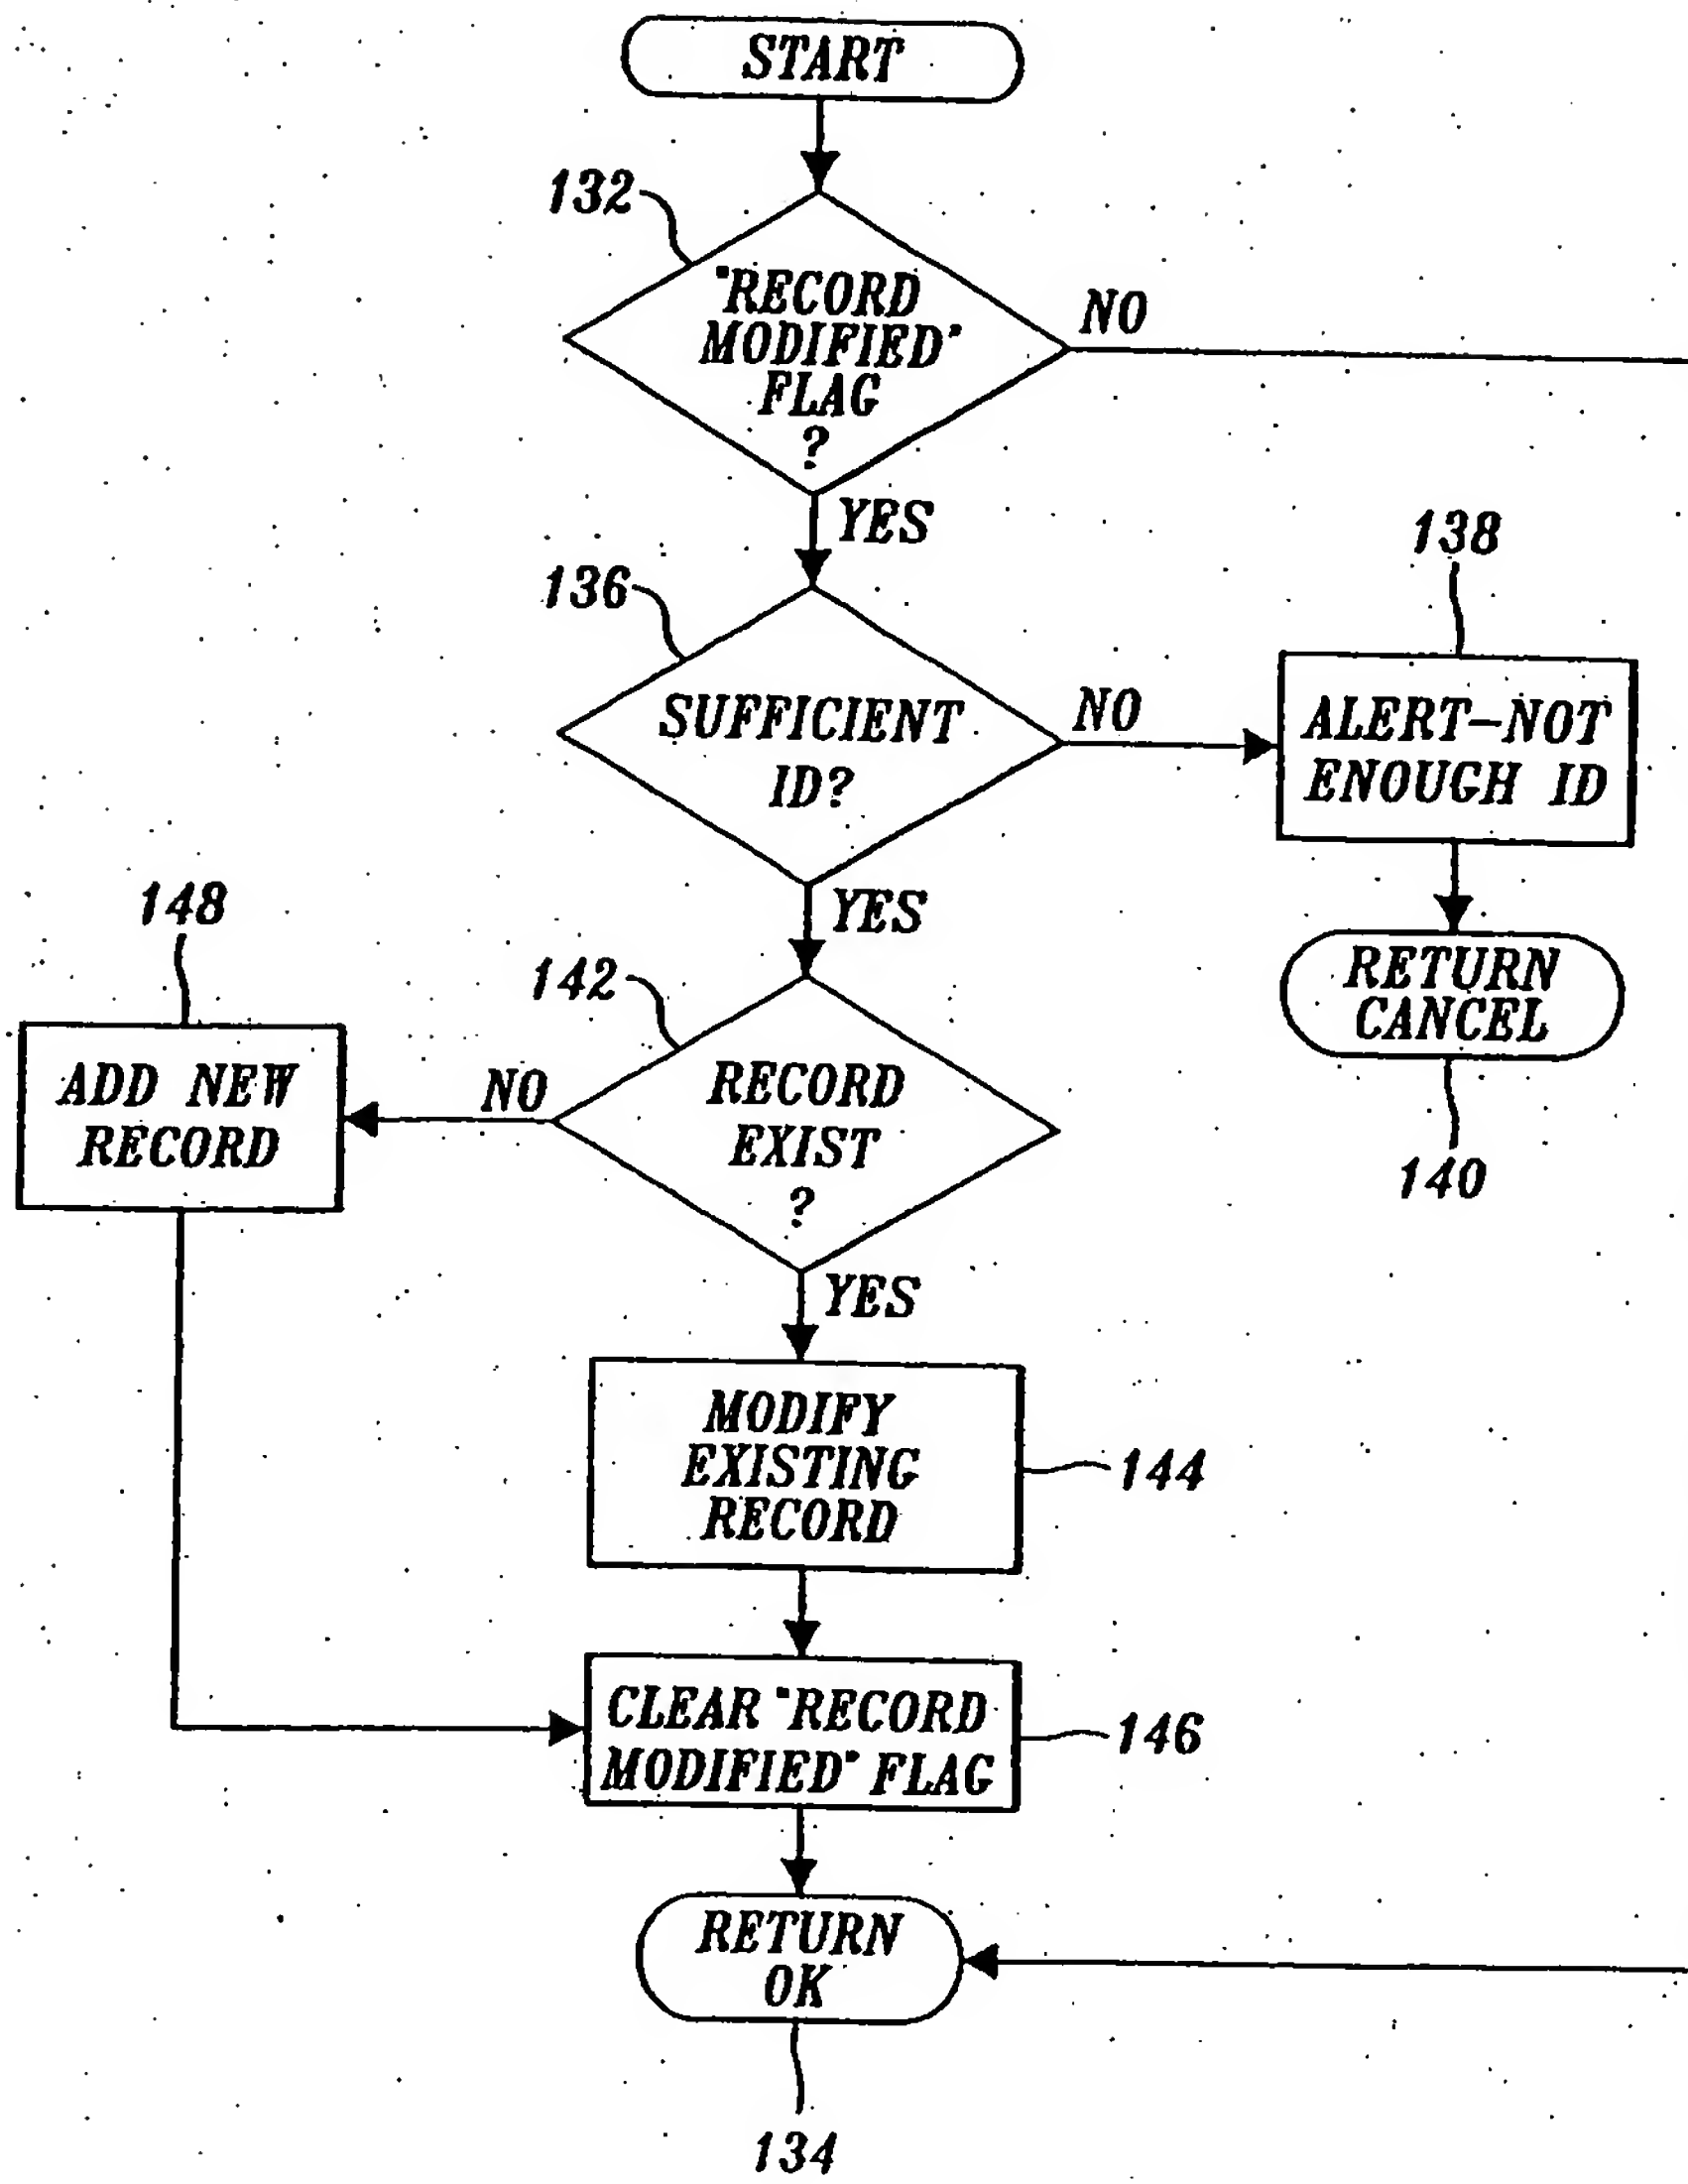 START
132
"RECORD
MODIFIED"
FLAG
?
NO
YES
136
138
SUFFICIENT
ID?
NO
ALERT-NOT
ENOUGH ID
YES
148
142
RETURN
CANCEL
140
ADD NEW
RECORD
NO
RECORD
EXIST
?
YES
MODIFY
EXISTING
RECORD
144
CLEAR "RECORD
MODIFIED" FLAG
146
RETURN
OK
134